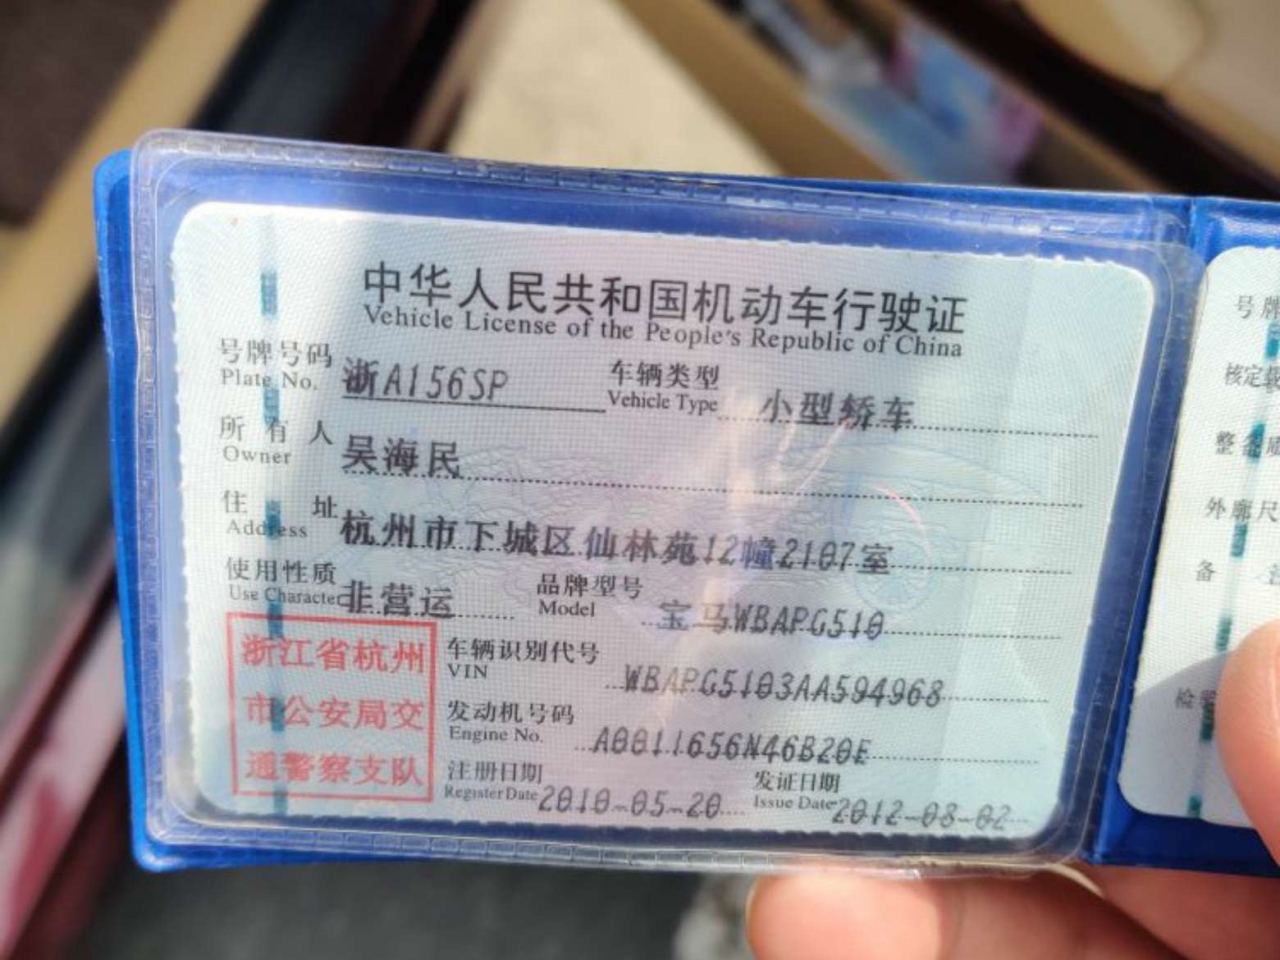 中华人民共和国机动车行驶证
Vehicle License of the People's Republic of China
号牌号码 浙A156SP 车辆类型 小型轿车
Plate No. Vehicle Type
所有人 吴海民
Owner
住址 杭州市下城区仙林苑12幢2107室
Address
使用性质 非营运 品牌型号 宝马WBAPG510
Use Character Model
浙江省杭州
市公安局交
通警察支队
车辆识别代号 WBAPG5103AA594968
VIN
发动机号码 A0011656N46B20E
Engine No.
注册日期 2010-05-20 发证日期 2012-08-02
Register Date Issue Date
号牌
核定
整备
外廓尺
备
检验